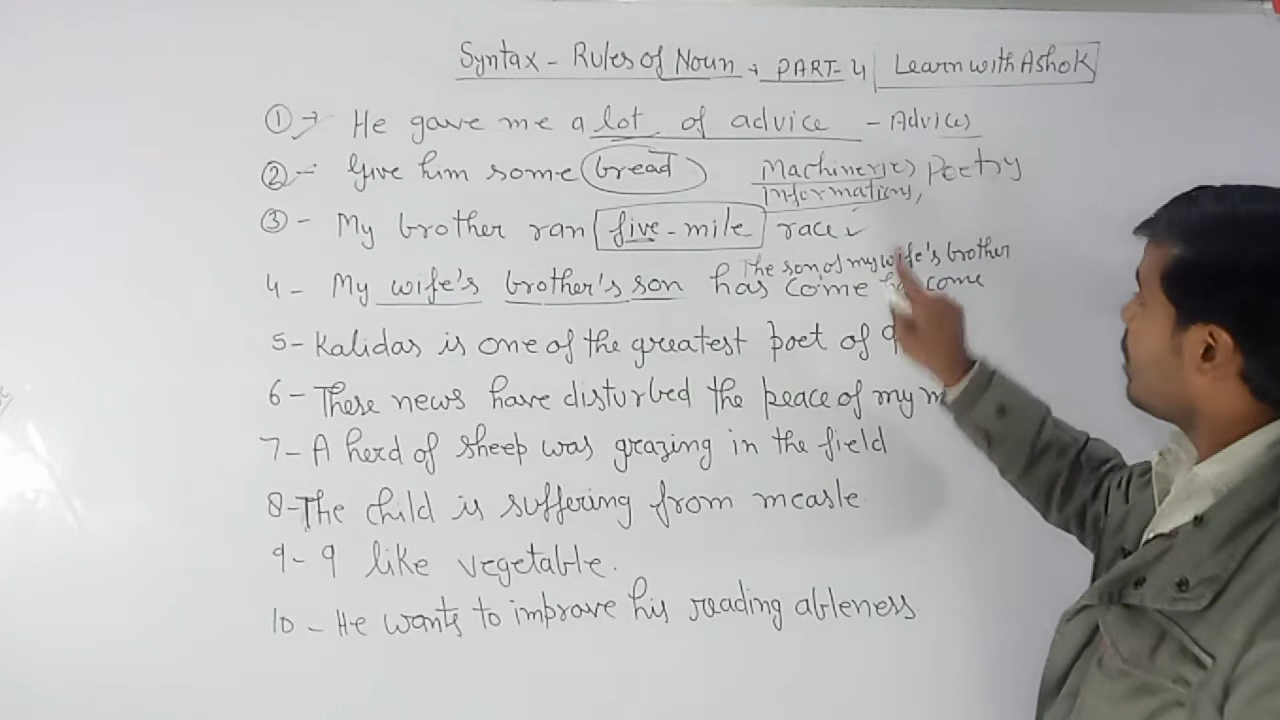 Syntax - Rules of Noun, PART-4 Learn with Ashok
① → He gave me a lot of advice - Advices
② - Give him some bread Machiner(ies) Poetry
Informations,
③ - My brother ran five-mile race ✓
The son of my wife's brother
4 - My wife's brother's son has come has come
5 - Kalidas is one of the greatest poet of
6 - These news have disturbed the peace of my
7 - A herd of sheep was grazing in the field
8 - The child is suffering from measle
9 - I like vegetable.
10 - He wants to improve his reading ableness